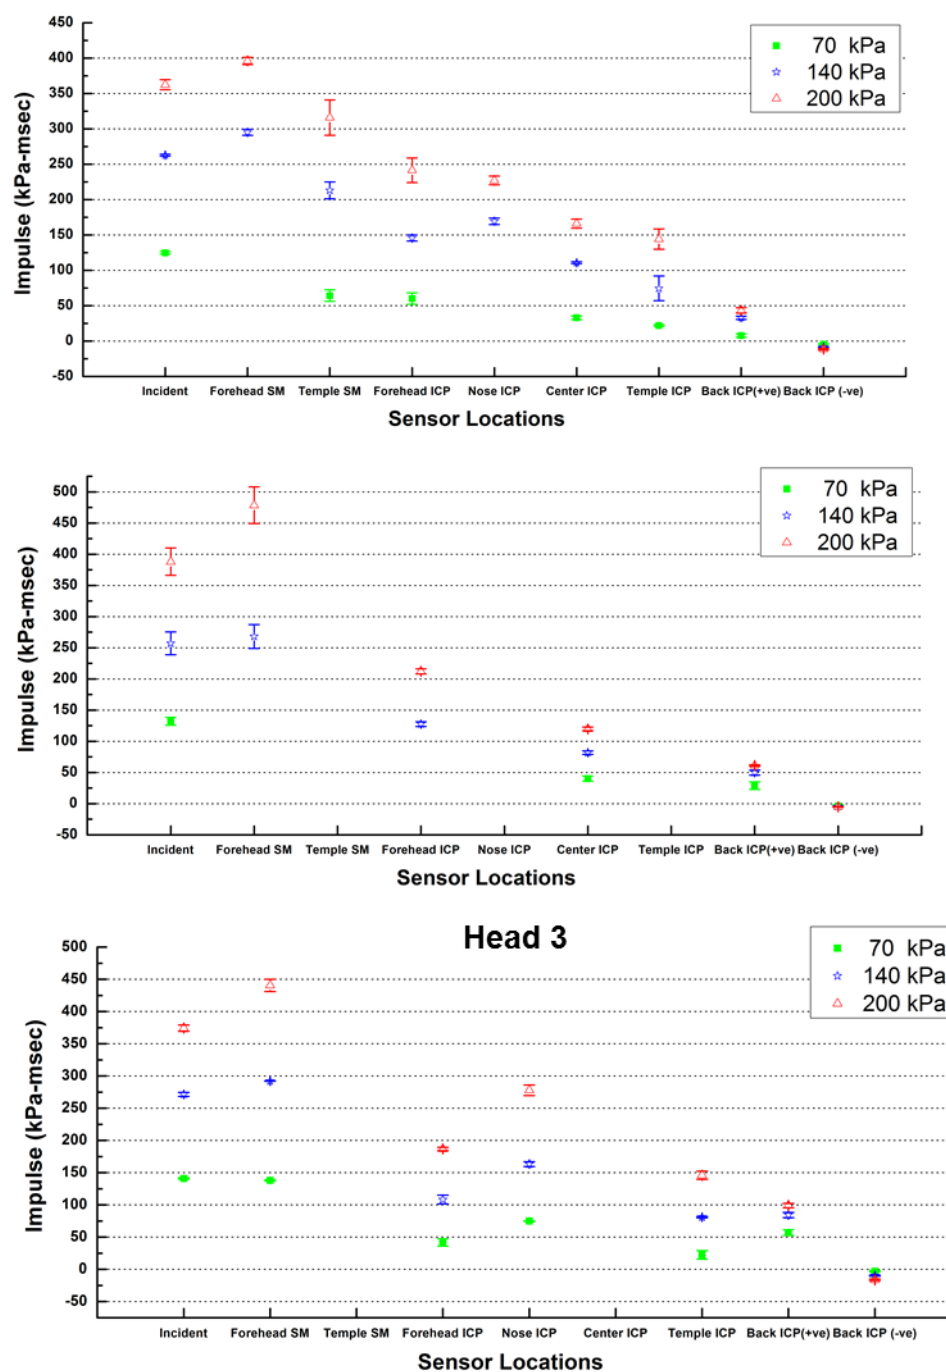 450
400
350
300
250
200
150
100
50
0
-50
Impulse (kPa-msec)
70 kPa
140 kPa
200 kPa
Incident Forehead SM Temple SM Forehead ICP Nose ICP Center ICP Temple ICP Back ICP(+ve) Back ICP (-ve)
Sensor Locations
500
450
400
350
300
250
200
150
100
50
0
-50
Impulse (kPa-msec)
70 kPa
140 kPa
200 kPa
Incident Forehead SM Temple SM Forehead ICP Nose ICP Center ICP Temple ICP Back ICP(+ve) Back ICP (-ve)
Sensor Locations
Head 3
500
450
400
350
300
250
200
150
100
50
0
-50
Impulse (kPa-msec)
70 kPa
140 kPa
200 kPa
Incident Forehead SM Temple SM Forehead ICP Nose ICP Center ICP Temple ICP Back ICP(+ve) Back ICP (-ve)
Sensor Locations